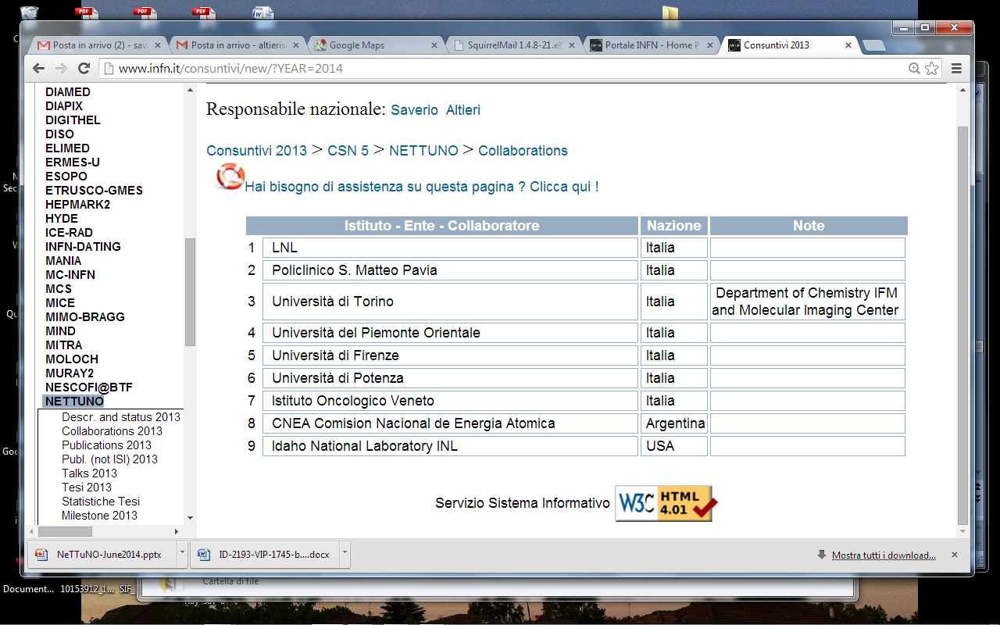 Posta in arrivo (2) - sav
Posta in arrivo - altieris
Google Maps
SquirrelMail 1.4.8-21.el5
Portale INFN - Home P
Consuntivi 2013
www.infn.it/consuntivi/new/?YEAR=2014
DIAMED
DIAPIX
DIGITHEL
DISO
ELIMED
ERMES-U
ESOPO
ETRUSCO-GMES
HEPMARK2
HYDE
ICE-RAD
INFN-DATING
MANIA
MC-INFN
MCS
MICE
MIMO-BRAGG
MIND
MITRA
MOLOCH
MURAY2
NESCOFI@BTF
NETTUNO
Descr. and status 2013
Collaborations 2013
Publications 2013
Publ. (not ISI) 2013
Talks 2013
Tesi 2013
Statistiche Tesi
Milestone 2013
Responsabile nazionale: Saverio Altieri
Consuntivi 2013 > CSN 5 > NETTUNO > Collaborations
Hai bisogno di assistenza su questa pagina ? Clicca qui !
Istituto - Ente - Collaboratore Nazione Note
1 LNL Italia
2 Policlinico S. Matteo Pavia Italia
3 Università di Torino Italia Department of Chemistry IFM
and Molecular Imaging Center
4 Università del Piemonte Orientale Italia
5 Università di Firenze Italia
6 Università di Potenza Italia
7 Istituto Oncologico Veneto Italia
8 CNEA Comision Nacional de Energia Atomica Argentina
9 Idaho National Laboratory INL USA
Servizio Sistema Informativo
W3C HTML
4.01
NeTTuNO-June2014.pptx
ID-2193-VIP-1745-b....docx
Mostra tutti i download...
Document... 10153912_1... SIF_
Cartella di file